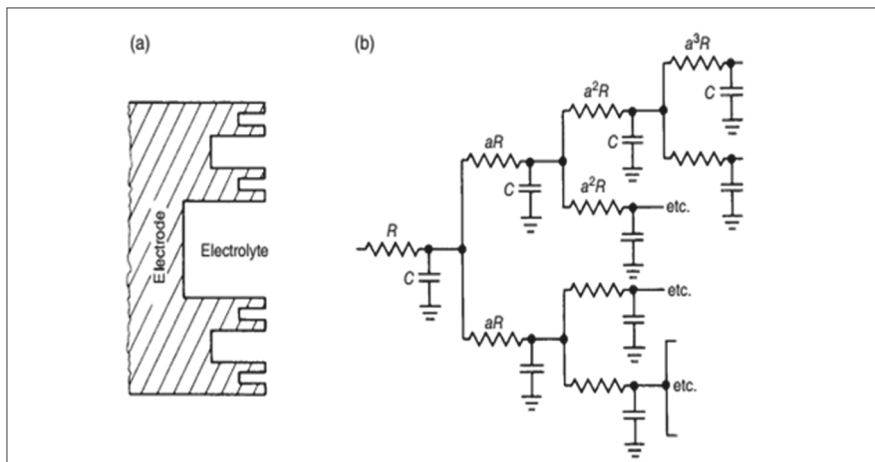 (a)
(b)
a³R
C
a²R
C
aR
C
a²R
etc.
R
C
Electrode
Electrolyte
etc.
aR
etc.